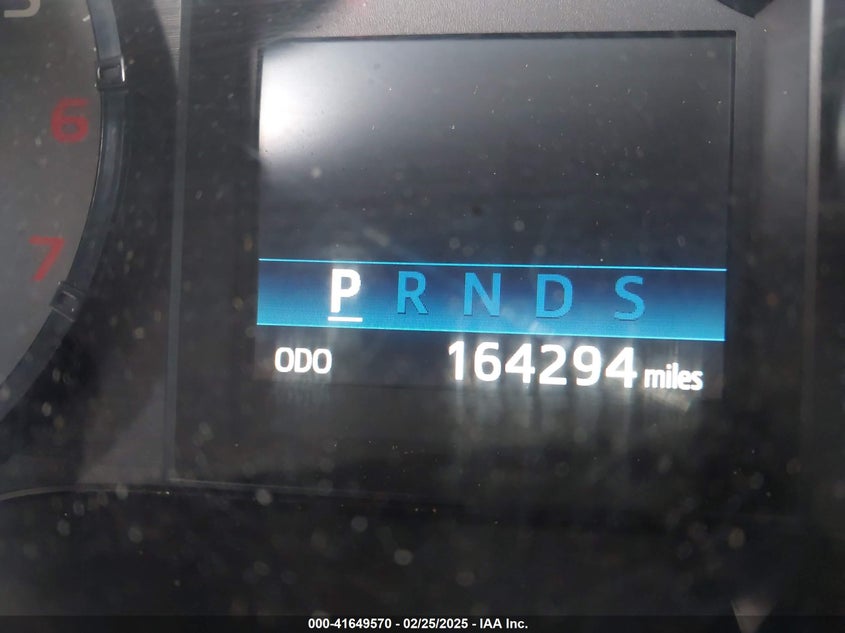 6
7
P R N D S
ODO 164294 miles
000-41649570 - 02/25/2025 - IAA Inc.